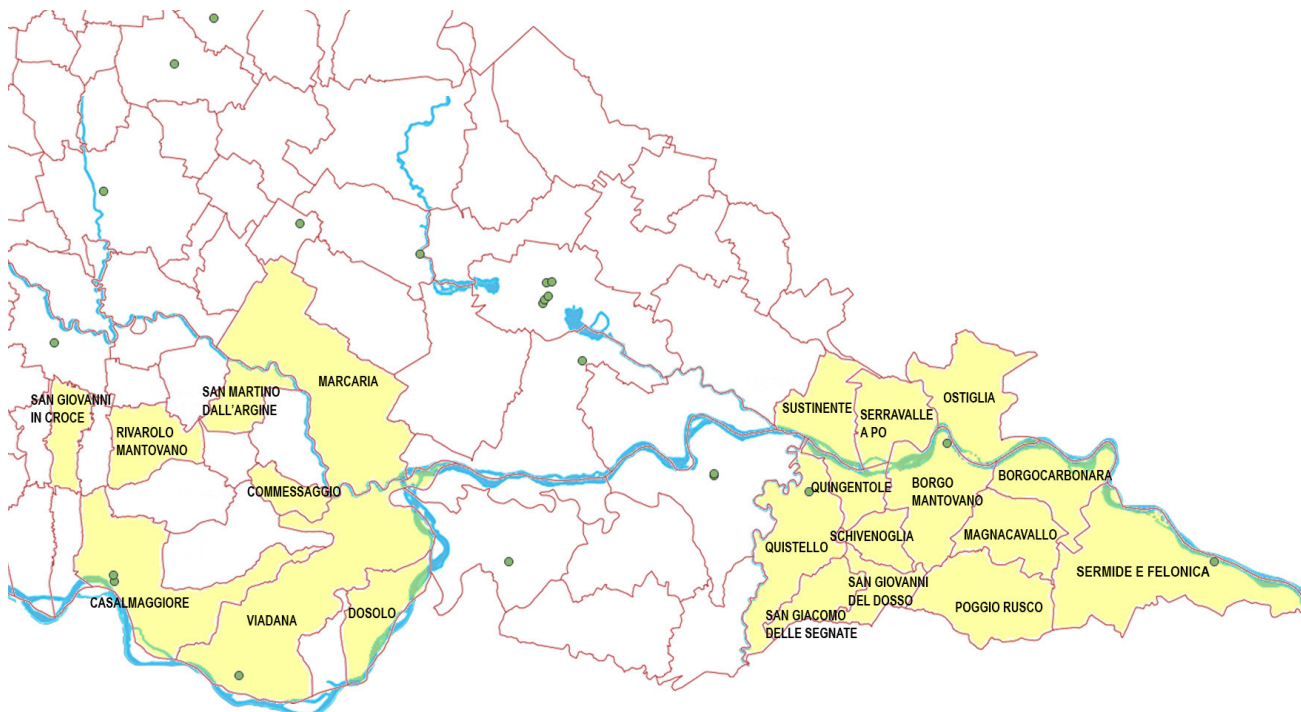 MARCARIA
SAN GIOVANNI
IN CROCE
SAN MARTINO
DALL'ARGINE
RIVAROLO
MANTOVANO
COMMESSAGGIO
CASALMAGGIORE
VIADANA
DOSOLO
SUSTINENTE
SERRAVALLE
A PO
OSTIGLIA
QUINGENTOLE
BORGO
MANTOVANO
BORGOCARBONARA
QUISTELLO
SCHIVENOGLIA
MAGNACAVALLO
SERMIDE E FELONICA
SAN GIOVANNI
DEL DOSSO
SAN GIACOMO
DELLE SEGNATE
POGGIO RUSCO